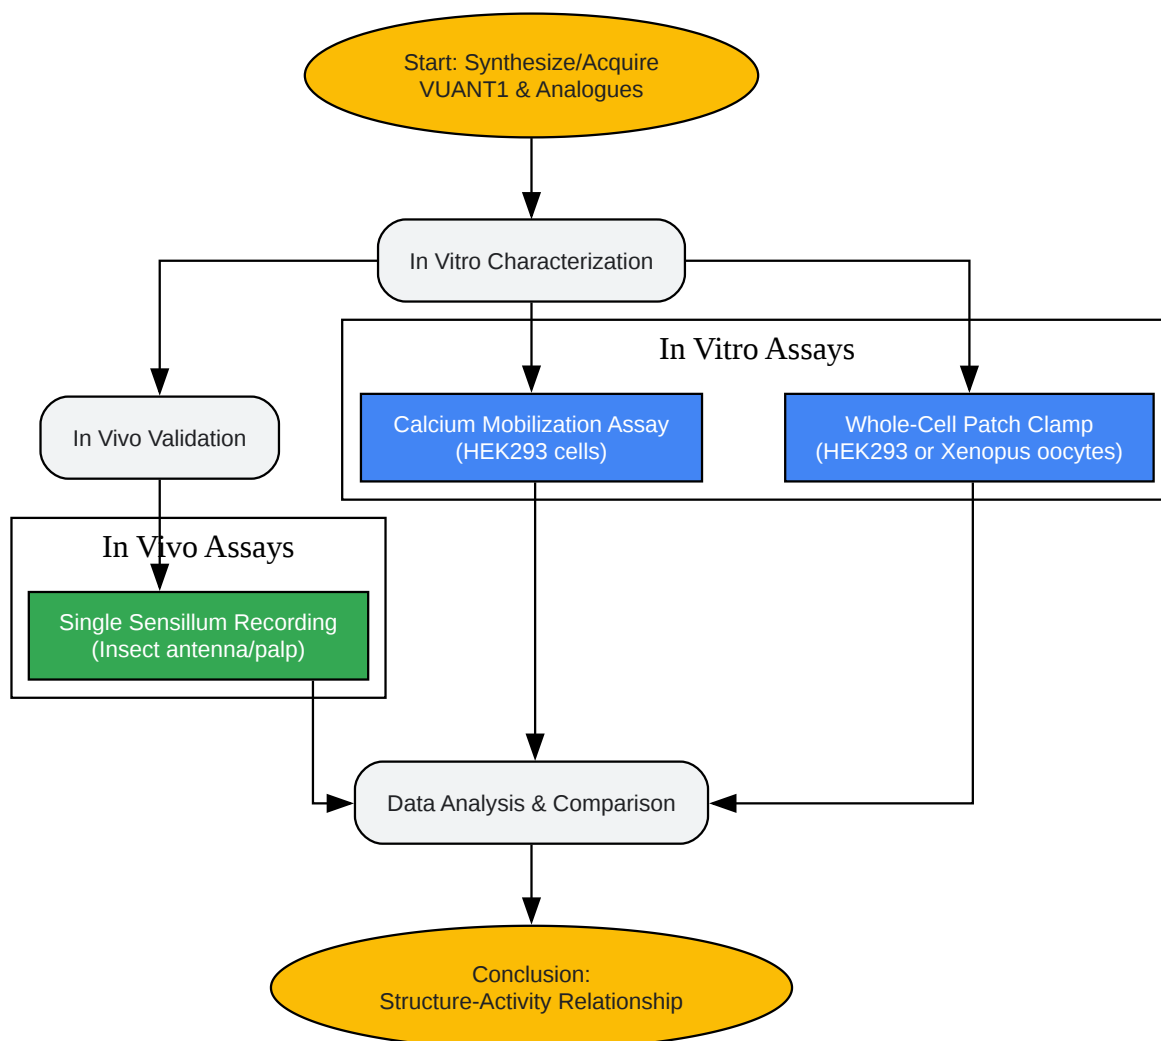 Start: Synthesize/Acquire
VUANT1 & Analogues
In Vitro Characterization
In Vitro Assays
In Vivo Validation
Calcium Mobilization Assay
(HEK293 cells)
Whole-Cell Patch Clamp
(HEK293 or Xenopus oocytes)
In Vivo Assays
Single Sensillum Recording
(Insect antenna/palp)
Data Analysis & Comparison
Conclusion:
Structure-Activity Relationship